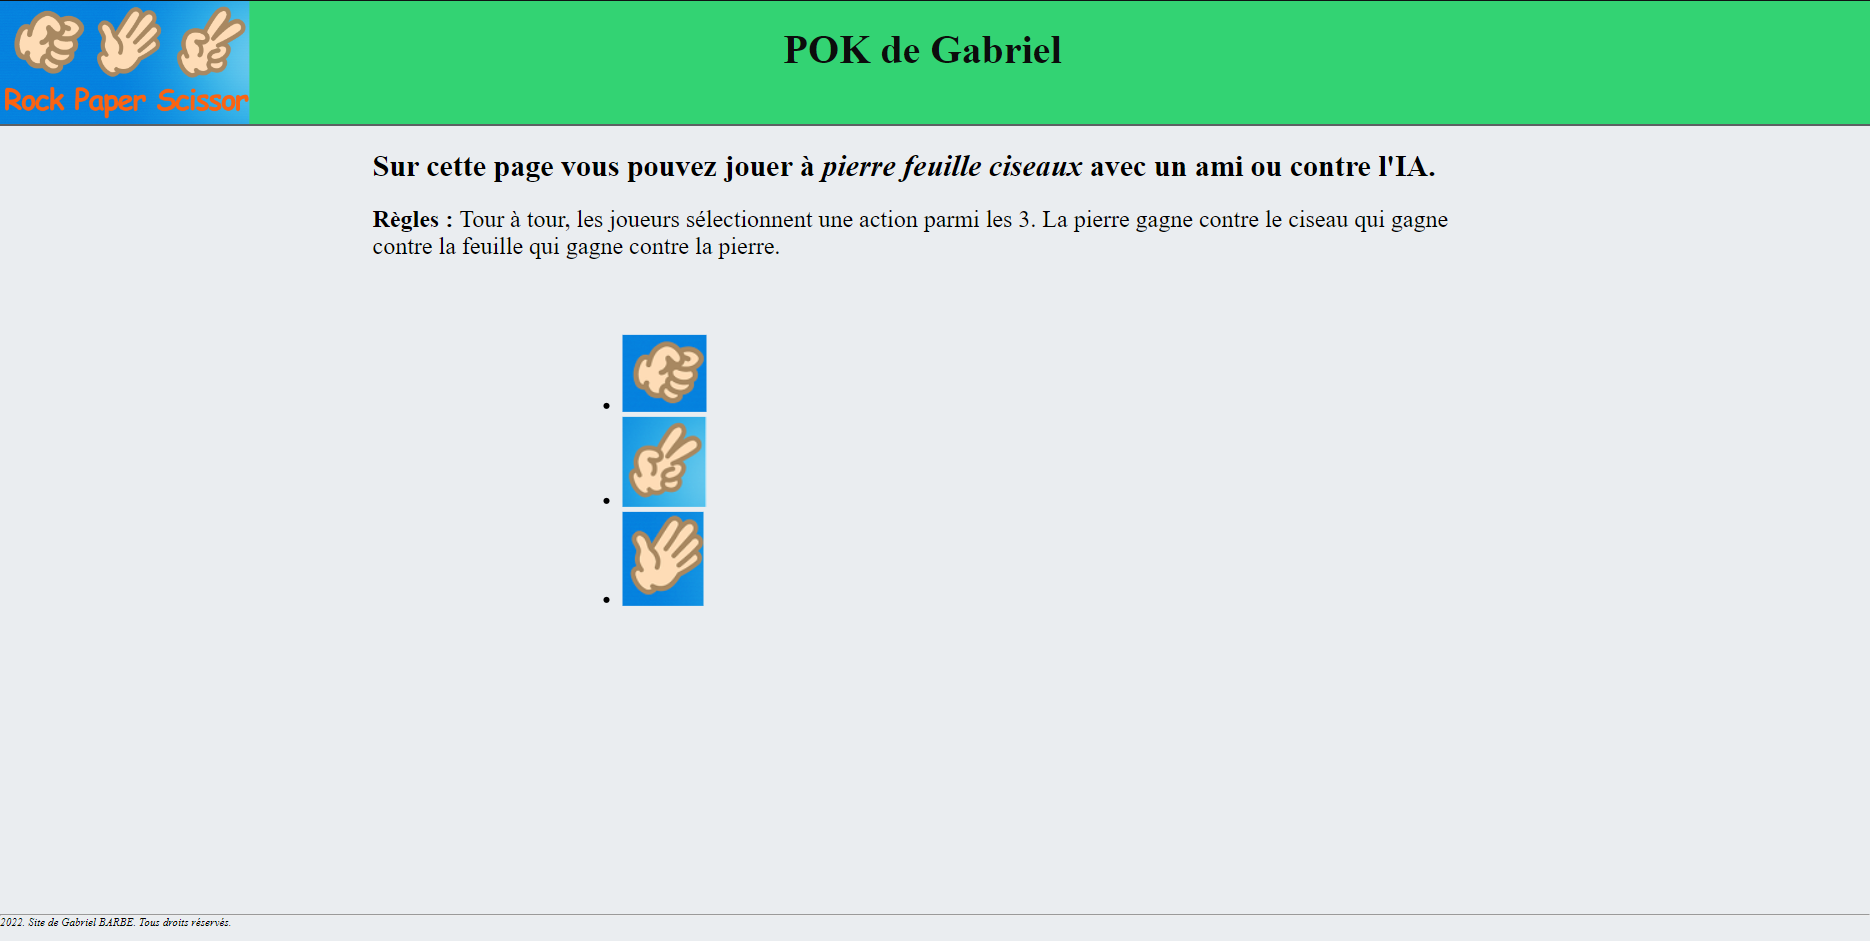 Rock Paper Scissor
POK de Gabriel
Sur cette page vous pouvez jouer à pierre feuille ciseaux avec un ami ou contre l'IA.
Règles : Tour à tour, les joueurs sélectionnent une action parmi les 3. La pierre gagne contre le ciseau qui gagne
contre la feuille qui gagne contre la pierre.
2022. Site de Gabriel BARBE. Tous droits réservés.